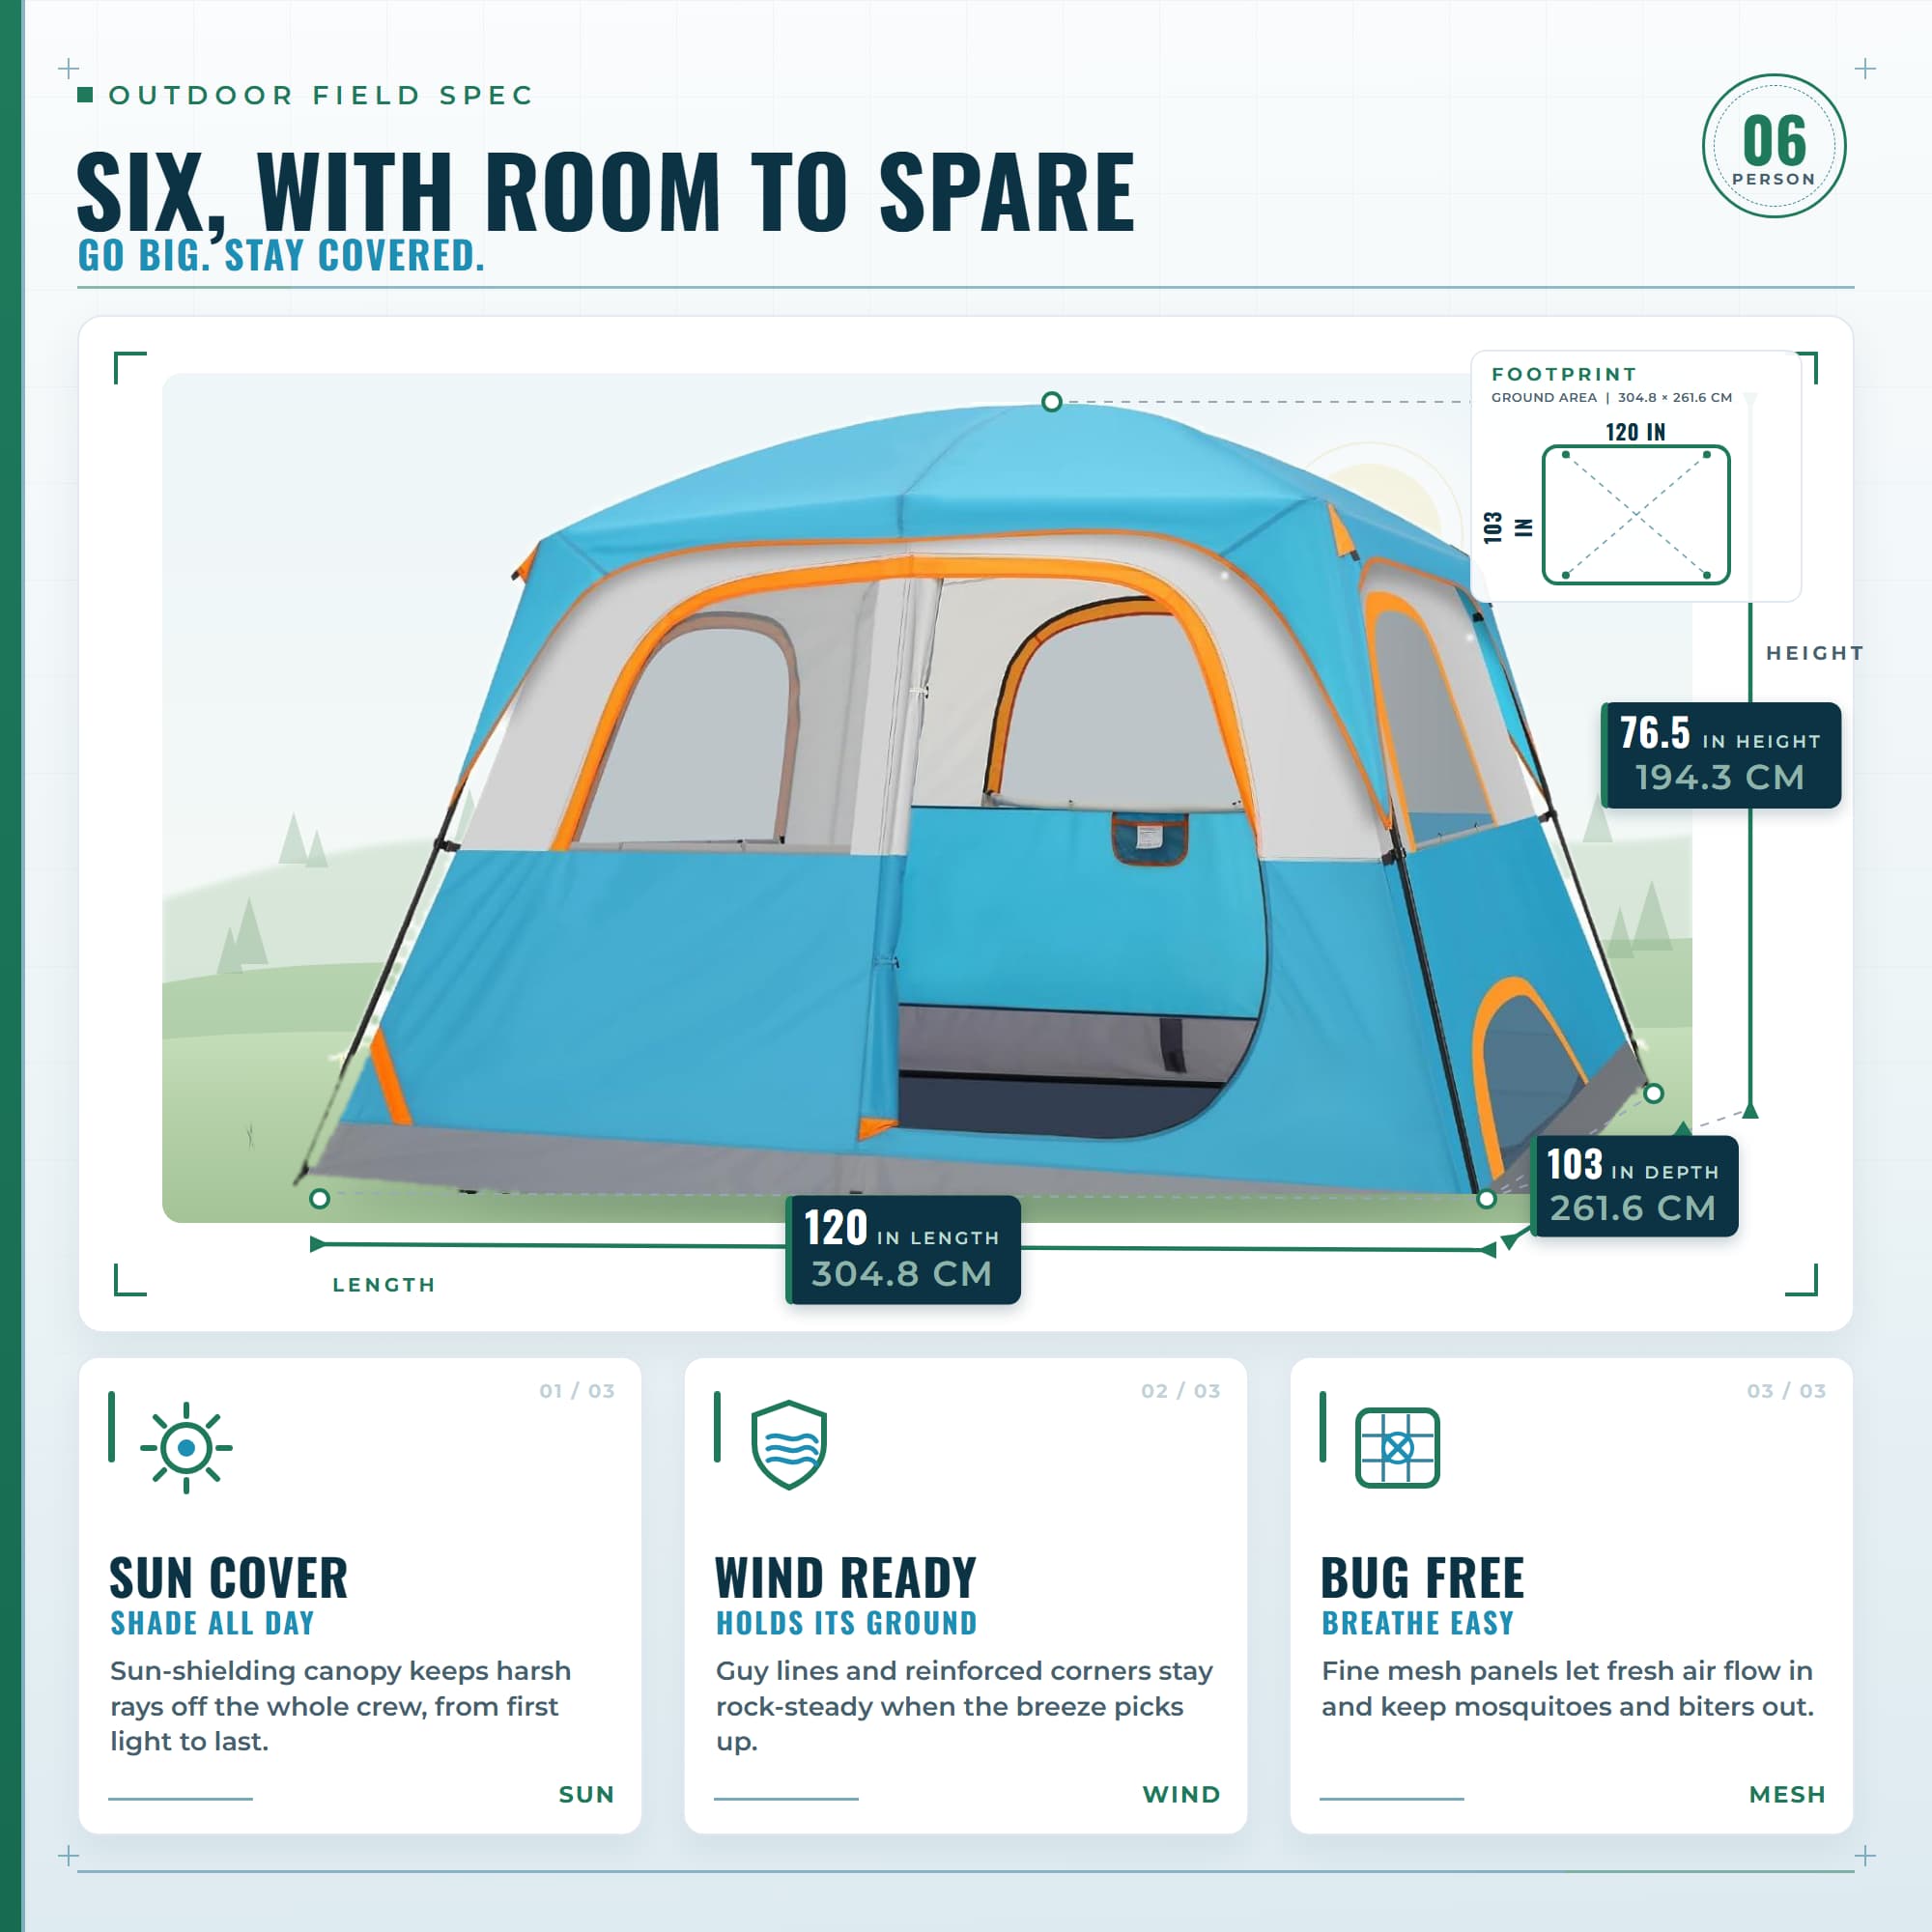 OUTDOOR FIELD SPEC
SIX, WITH ROOM TO SPARE
GO BIG. STAY COVERED.
06
PERSON
FOOTPRINT
GROUND AREA | 304.8 × 261.6 CM
120 IN
103
IN
HEIGHT
76.5 IN HEIGHT
194.3 CM
103 IN DEPTH
261.6 CM
120 IN LENGTH
304.8 CM
LENGTH
01 / 03
SUN COVER
SHADE ALL DAY
Sun-shielding canopy keeps harsh
rays off the whole crew, from first
light to last.
SUN
02 / 03
WIND READY
HOLDS ITS GROUND
Guy lines and reinforced corners stay
rock-steady when the breeze picks
up.
WIND
03 / 03
BUG FREE
BREATHE EASY
Fine mesh panels let fresh air flow in
and keep mosquitoes and biters out.
MESH